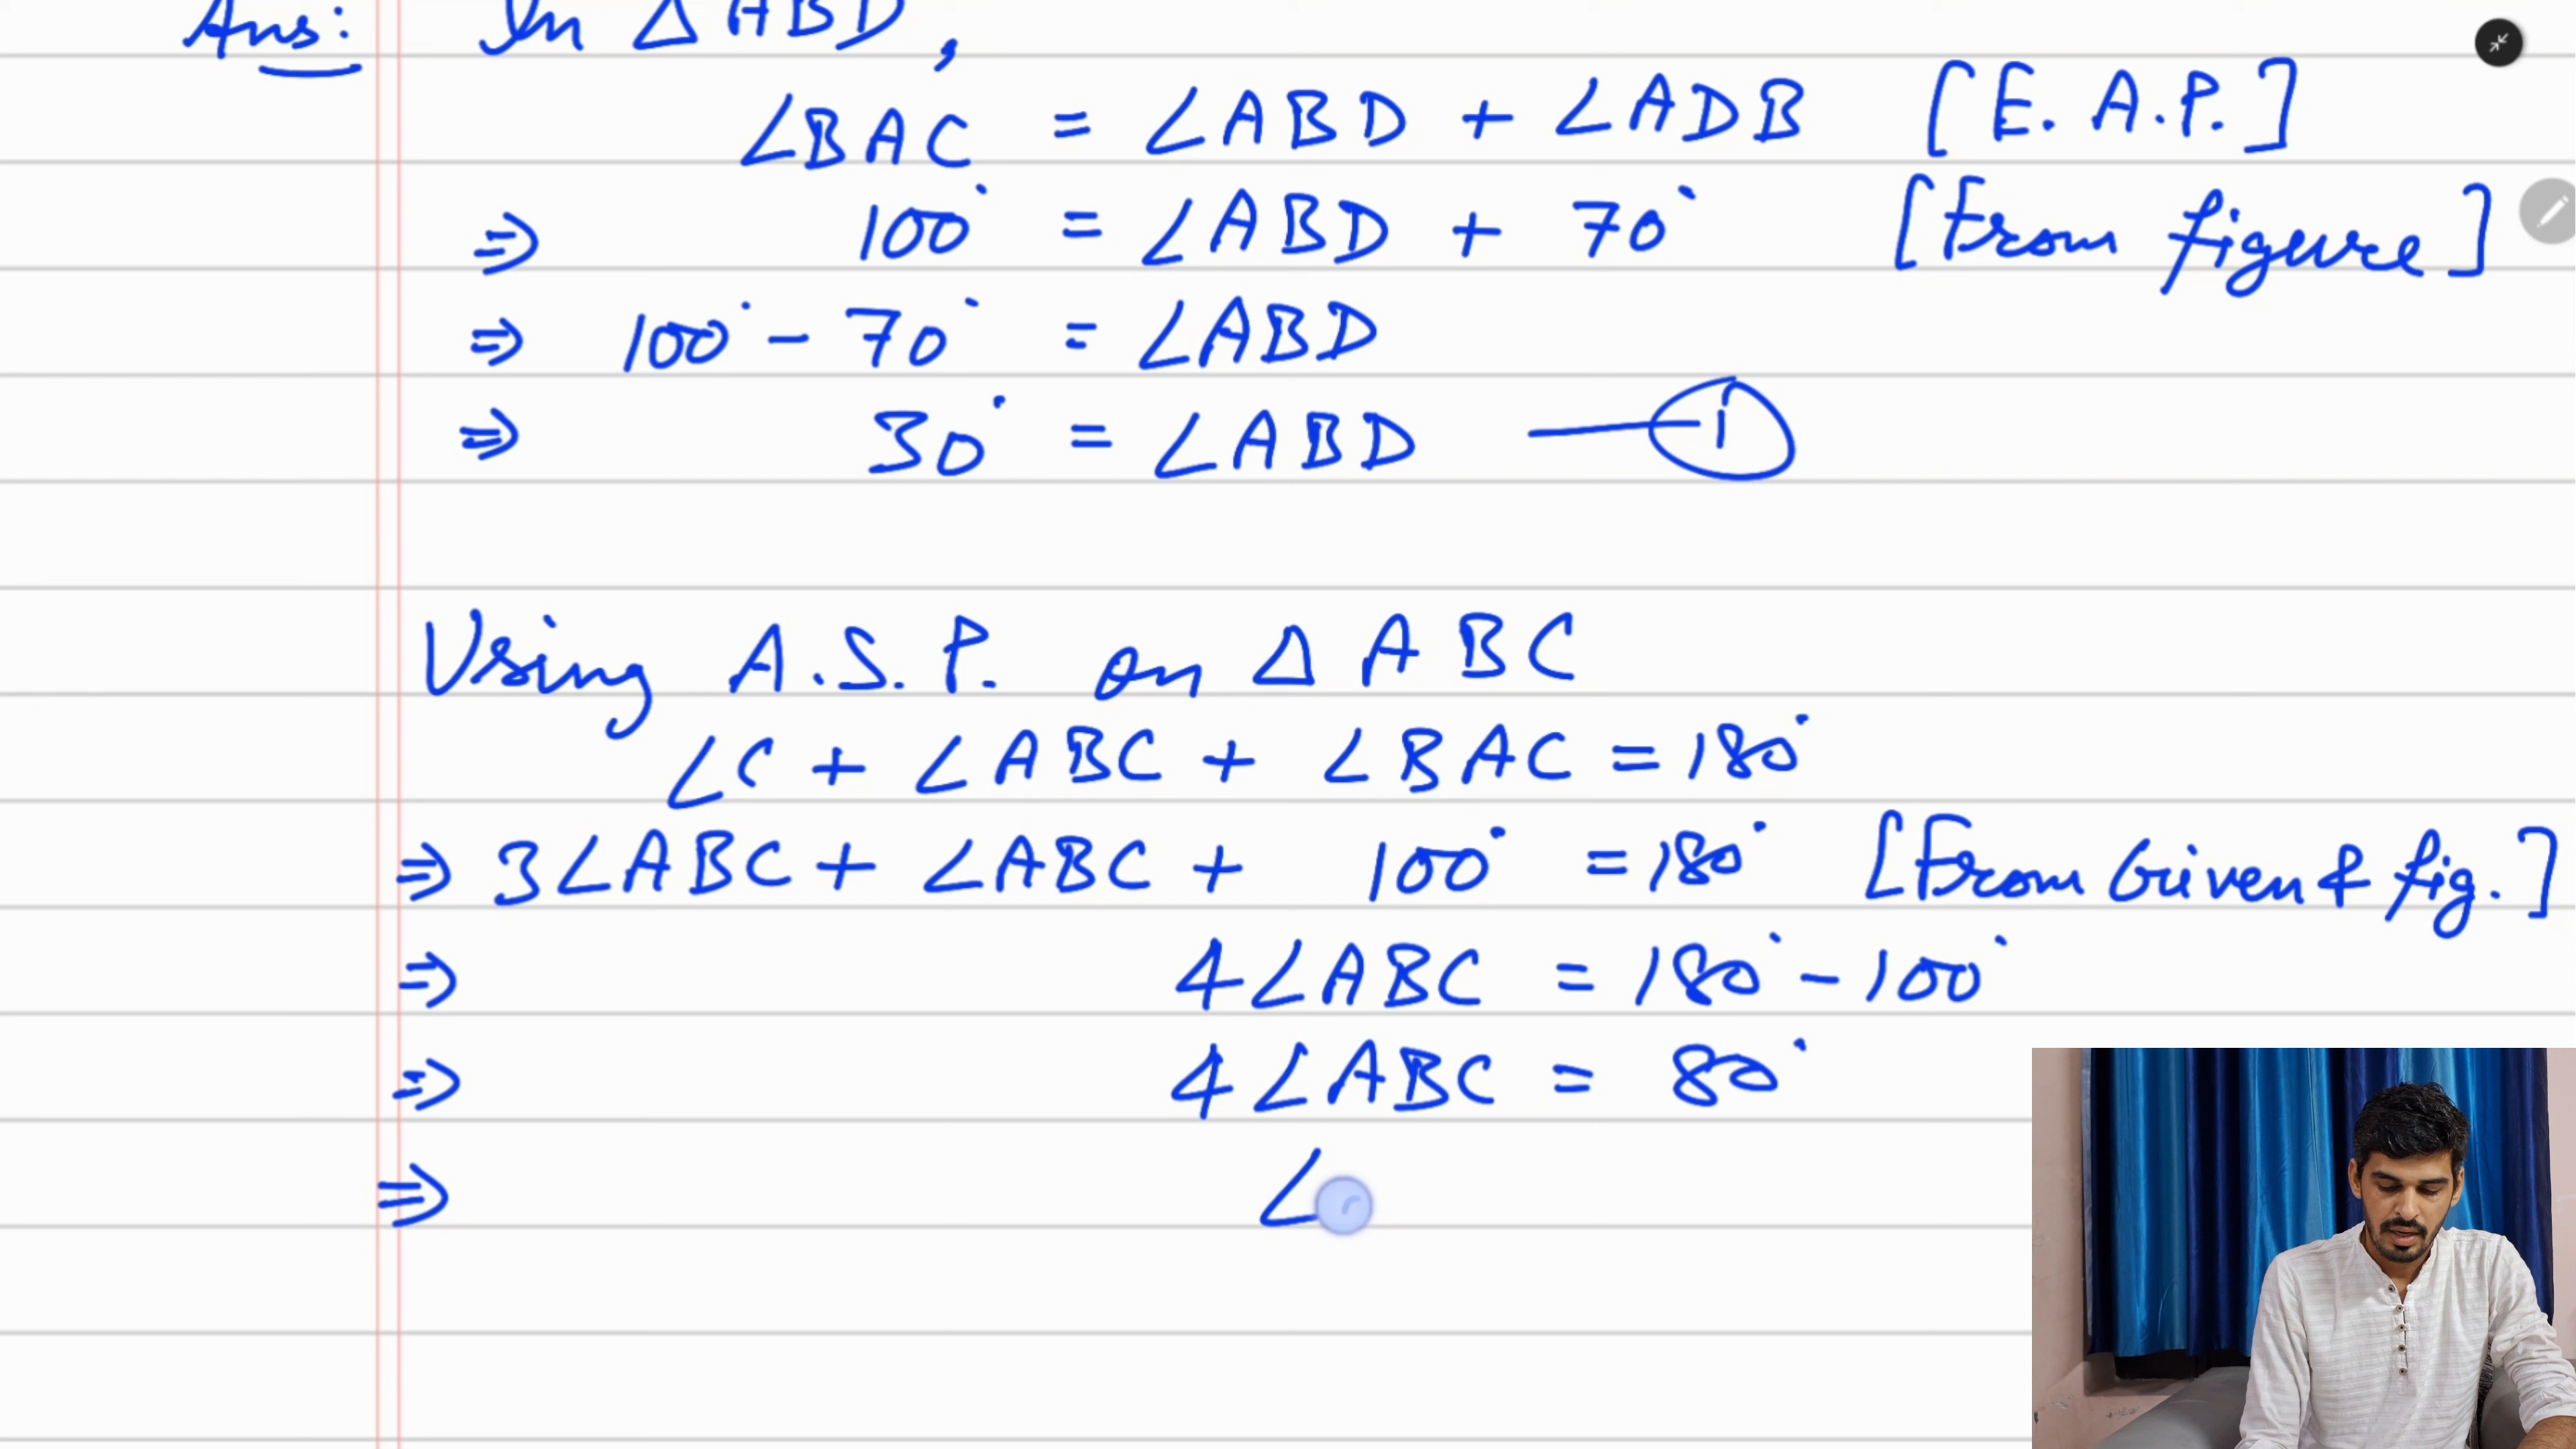 Ans: In △ABD,
∠BAC = ∠ABD + ∠ADB [E.A.P.]
⇒ 100° = ∠ABD + 70° [From figure]
⇒ 100° - 70° = ∠ABD
⇒ 30° = ∠ABD — i
Using A.S.P. on △ABC
∠C + ∠ABC + ∠BAC = 180°
⇒ 3∠ABC + ∠ABC + 100° = 180° [From Given & fig.]
⇒ 4∠ABC = 180° - 100°
⇒ 4∠ABC = 80°
⇒ ∠